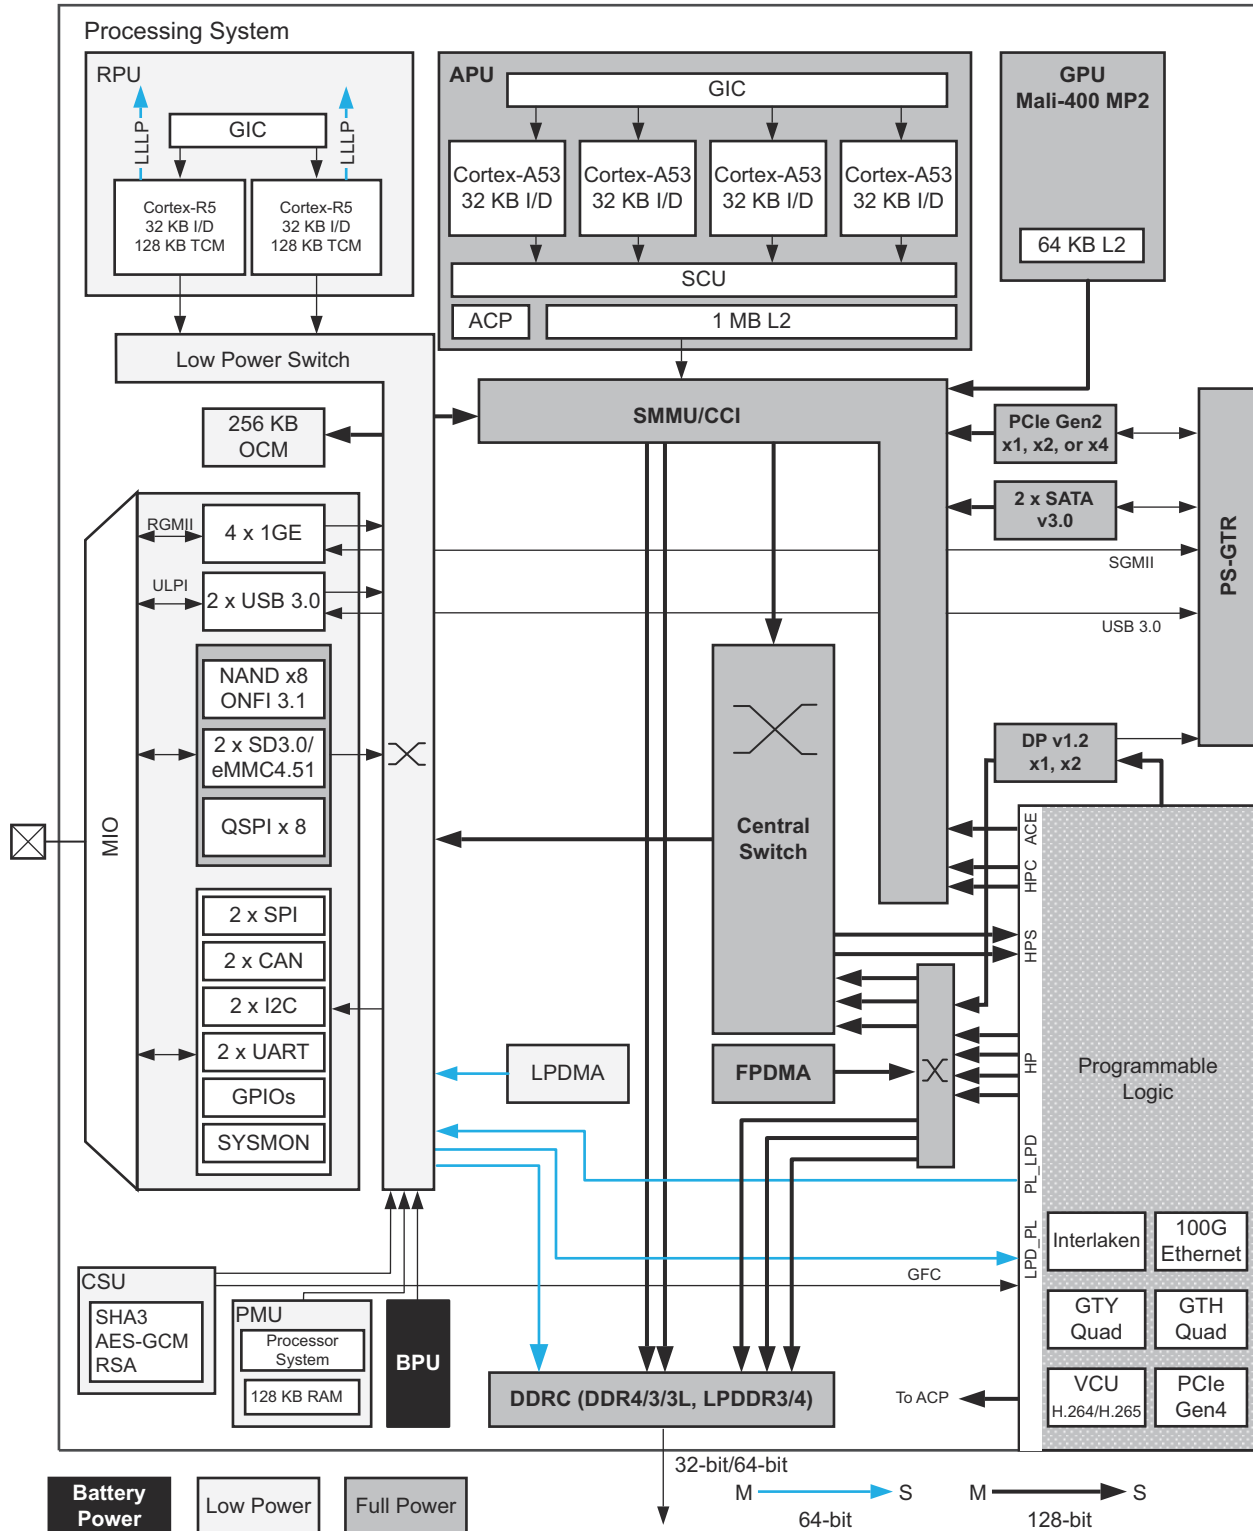 Processing System
RPU
GIC
LLLP
LLLP
Cortex-R5
32 KB I/D
128 KB TCM
Cortex-R5
32 KB I/D
128 KB TCM
APU
GIC
Cortex-A53
32 KB I/D
Cortex-A53
32 KB I/D
Cortex-A53
32 KB I/D
Cortex-A53
32 KB I/D
SCU
ACP
1 MB L2
GPU
Mali-400 MP2
64 KB L2
Low Power Switch
SMMU/CCI
256 KB
OCM
PCIe Gen2
x1, x2, or x4
2 x SATA
v3.0
PS-GTR
RGMII
4 x 1GE
SGMII
ULPI
2 x USB 3.0
USB 3.0
NAND x8
ONFI 3.1
2 x SD3.0/
eMMC4.51
QSPI x 8
MIO
DP v1.2
x1, x2
Central
Switch
ACE
HPC
HPS
HP
PL_LPD
LPD_PL
2 x SPI
2 x CAN
2 x I2C
2 x UART
GPIOs
SYSMON
LPDMA
FPDMA
Programmable
Logic
Interlaken
100G
Ethernet
GTY
Quad
GTH
Quad
VCU
H.264/H.265
PCIe
Gen4
GFC
CSU
SHA3
AES-GCM
RSA
PMU
Processor
System
128 KB RAM
BPU
DDRC (DDR4/3/3L, LPDDR3/4)
To ACP
32-bit/64-bit
Battery
Power
Low Power
Full Power
M
S
64-bit
M
S
128-bit